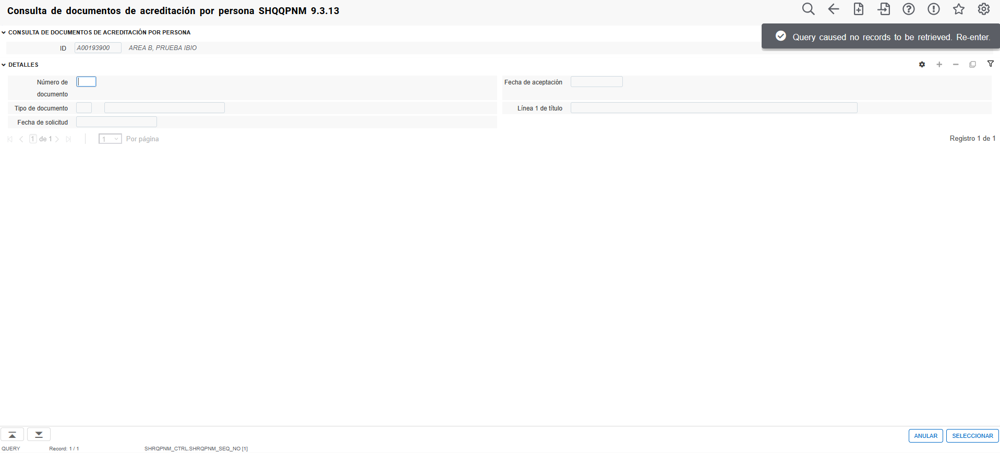 Consulta de documentos de acreditación por persona SHQQPNM 9.3.13
CONSULTA DE DOCUMENTOS DE ACREDITACIÓN POR PERSONA
Query caused no records to be retrieved. Re-enter.
ID A00193900 AREA B, PRUEBA IBIO
DETALLES
Número de documento
Fecha de aceptación
Tipo de documento
Línea 1 de título
Fecha de solicitud
1 de 1 1 Por página
Registro 1 de 1
ANULAR SELECCIONAR
QUERY Record: 1 / 1 SHRQPNM_CTRL.SHRQPNM_SEQ_NO [1]